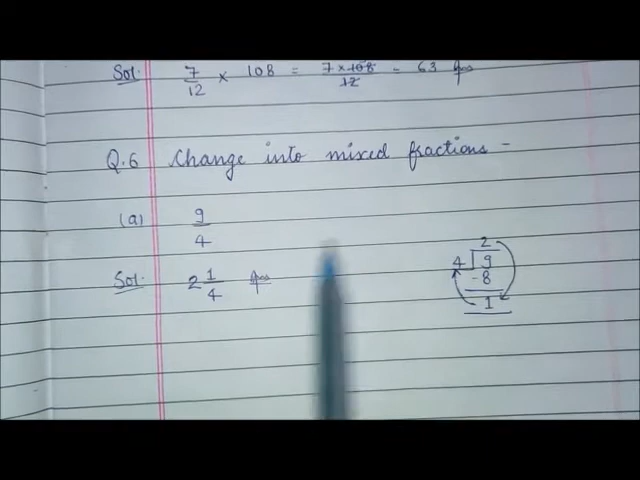 Sol. 7/12 × 108 = 7×108/12 = 63 Ans
Q.6 Change into mixed fractions -
(a) 9/4
Sol. 2 1/4 Ans
2
4 9
-8
1